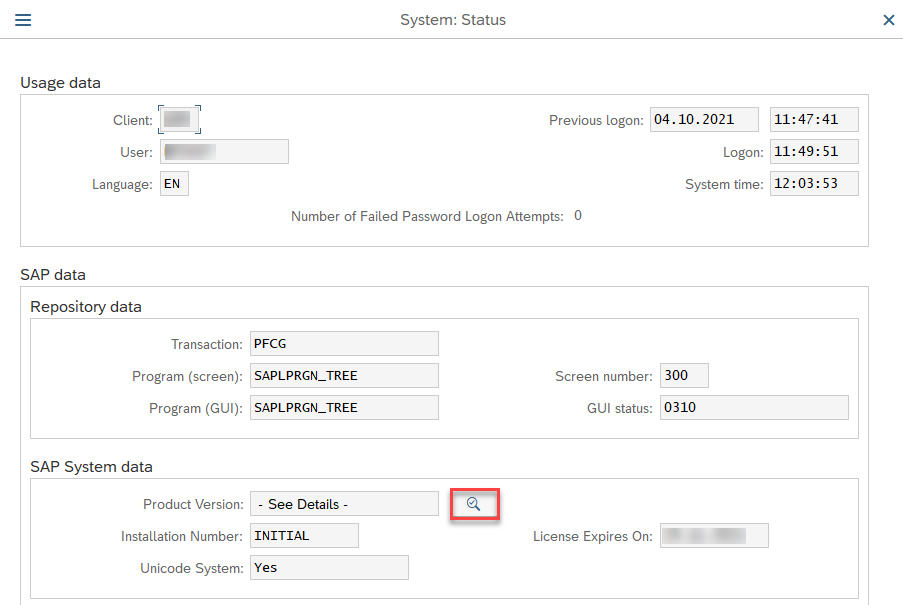 System: Status
Usage data
Client:
Previous logon: 04.10.2021 11:47:41
User:
Logon: 11:49:51
Language: EN
System time: 12:03:53
Number of Failed Password Logon Attempts: 0
SAP data
Repository data
Transaction: PFCG
Program (screen): SAPLPRGN_TREE
Screen number: 300
Program (GUI): SAPLPRGN_TREE
GUI status: 0310
SAP System data
Product Version: - See Details -
Installation Number: INITIAL
License Expires On:
Unicode System: Yes